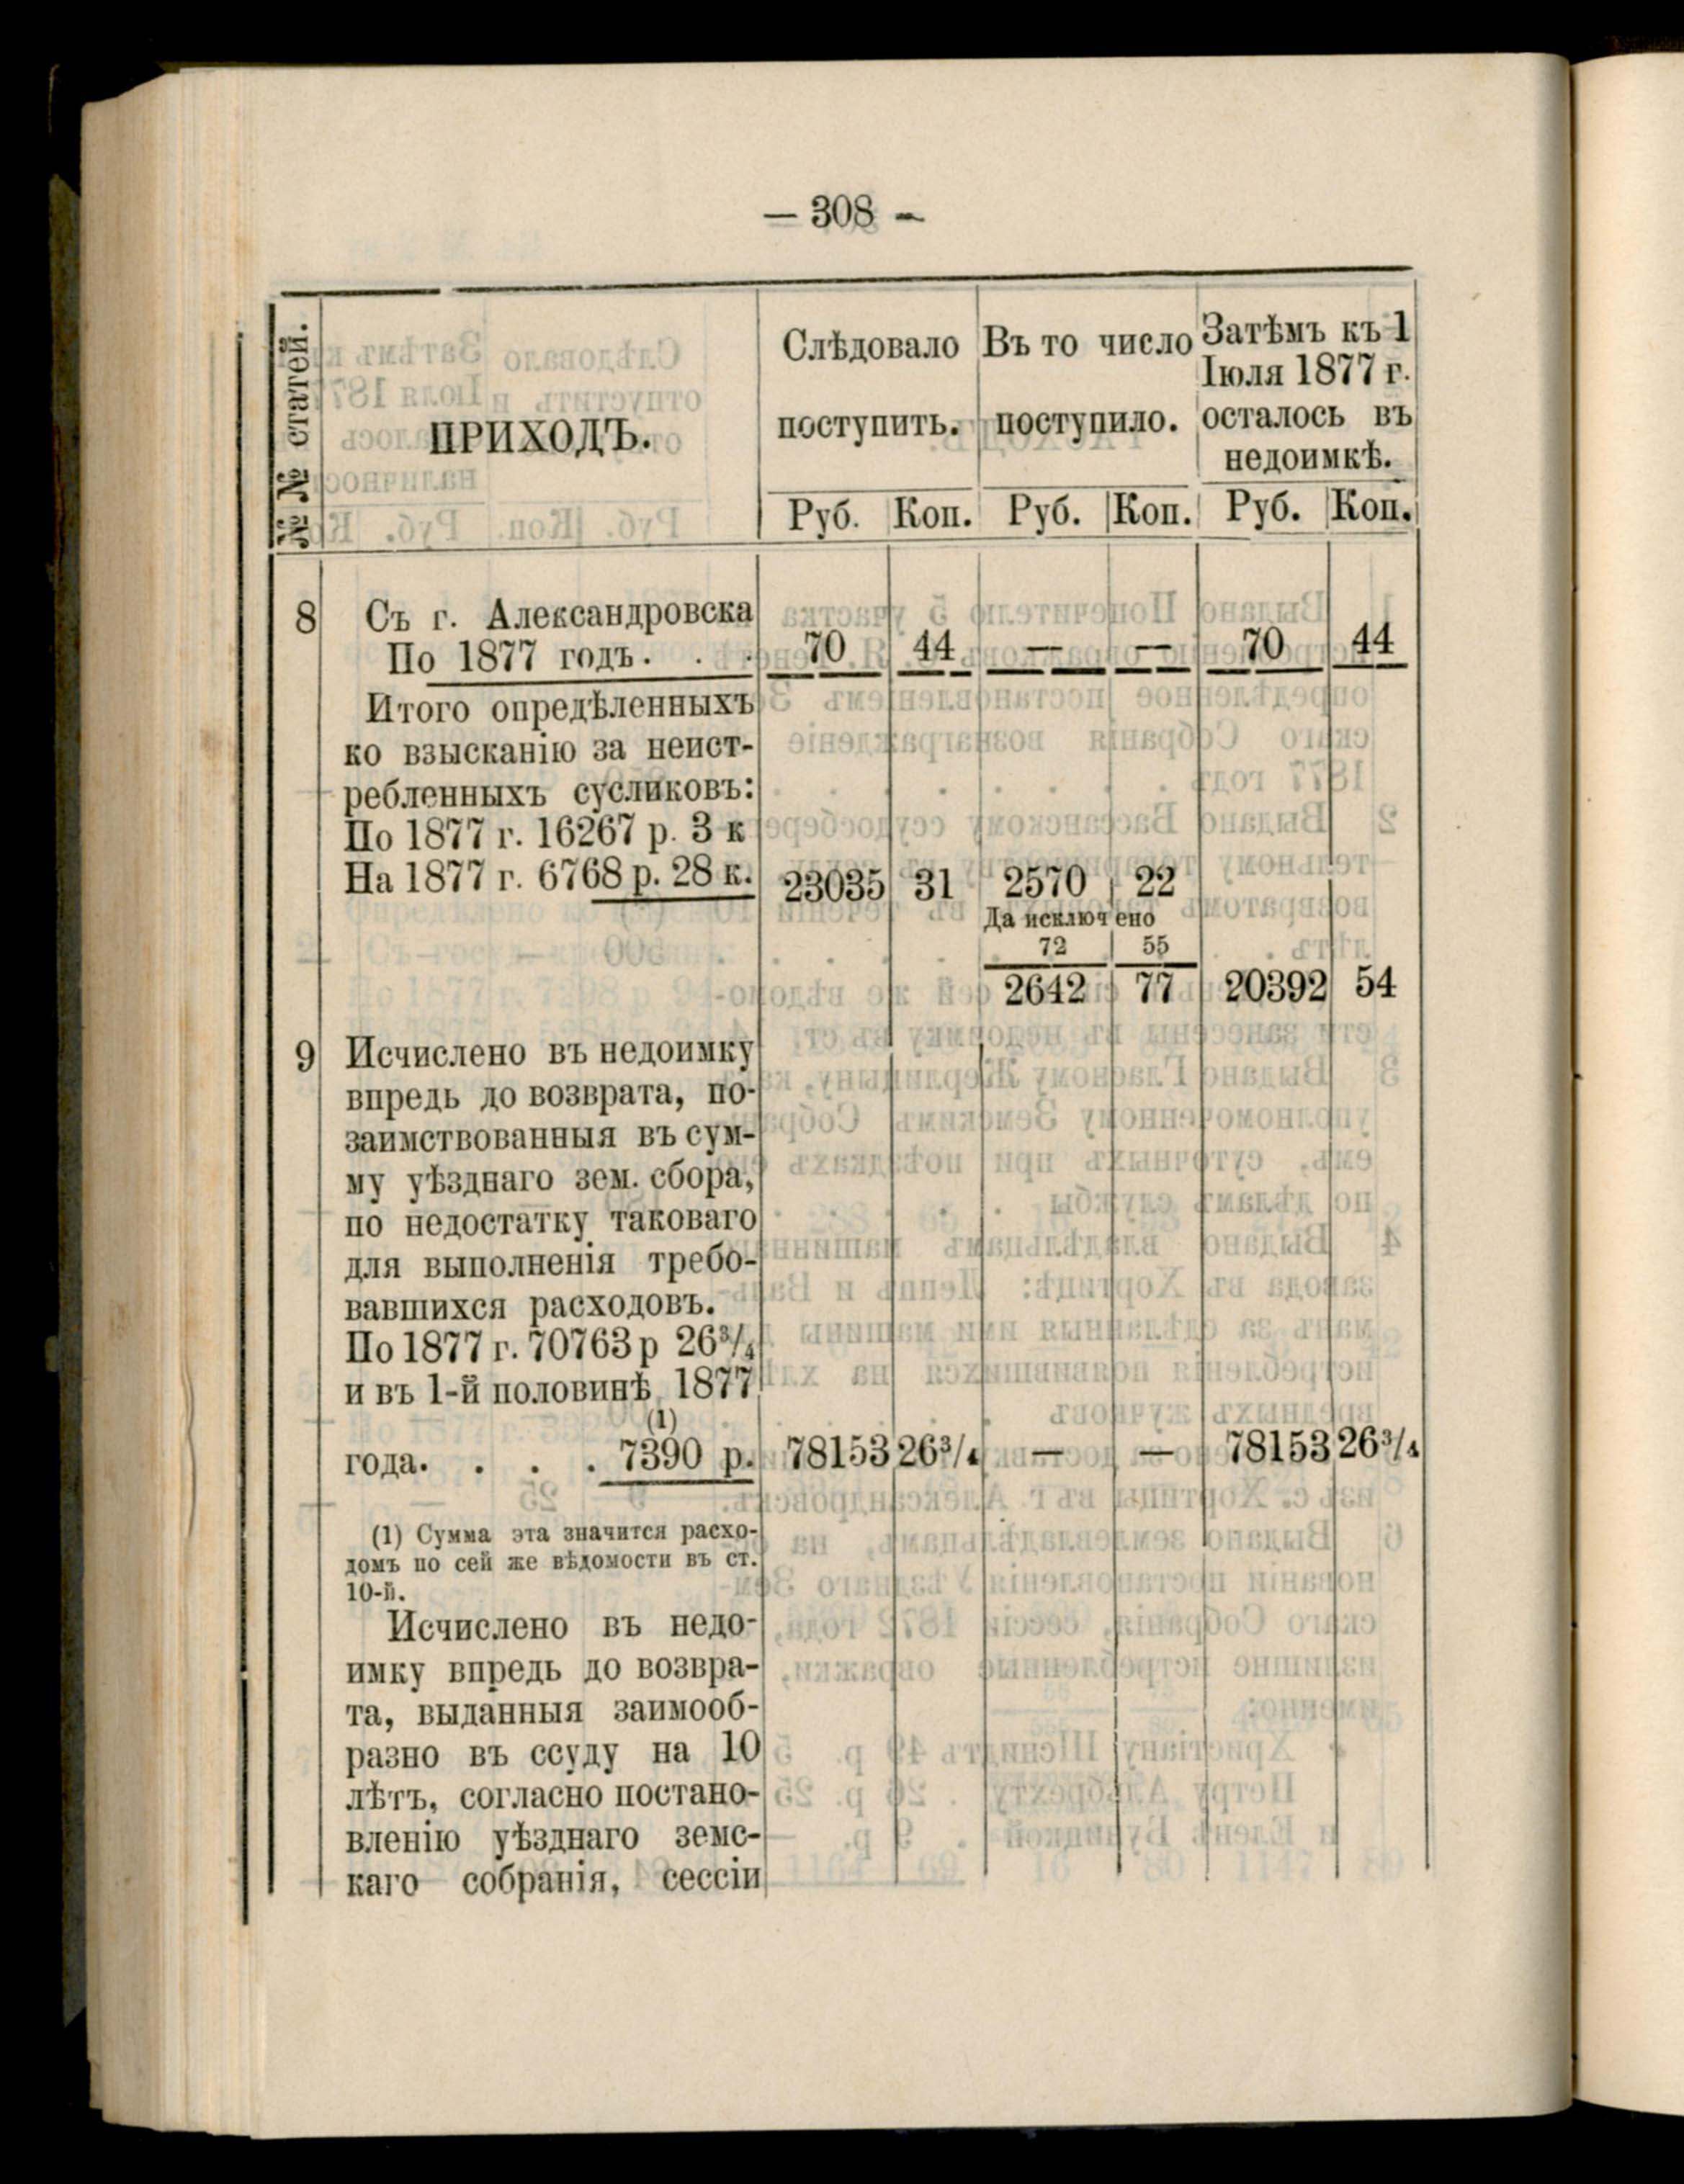 — 308 —
№ № статей.
ПРИХОДЪ.
Слѣдовало поступить.
Въ то число поступило.
Затѣмъ къ 1 Іюля 1877 г. осталось въ недоимкѣ.
Руб. Коп. Руб. Коп. Руб. Коп.
8 Съ г. Александровска
По 1877 годъ. . . 70 44 — — 70 44
Итого опредѣленныхъ
ко взысканію за неист-
ребленныхъ сусликовъ:
По 1877 г. 16267 р. 3 к
На 1877 г. 6768 р. 28 к. 23035 31 2570 22
Да исключено
72 55
2642 77 20392 54
9 Исчислено въ недоимку
впредь до возврата, по-
заимствованныя въ сум-
му уѣзднаго зем. сбора,
по недостатку таковаго
для выполненія требо-
вавшихся расходовъ.
По 1877 г. 70763 р 26³/₄
и въ 1-й половинѣ 1877
(1)
года. . . . 7390 р. 78153 26³/₄ — — 78153 26³/₄
(1) Сумма эта значится расхо-
домъ по сей же вѣдомости въ ст.
10-й.
Исчислено въ недо-
имку впредь до возвра-
та, выданныя заимооб-
разно въ ссуду на 10
лѣтъ, согласно постано-
вленію уѣзднаго земс-
каго собранія, сессіи